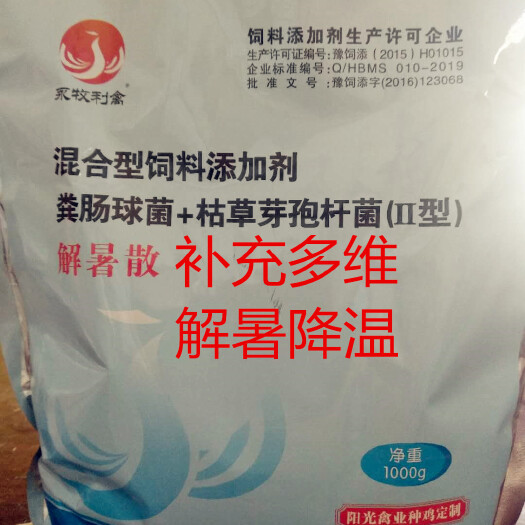 饲料添加剂生产许可企业
生产许可证编号:豫饲添(2015)H01015
企业标准编号:Q/HBMS 010-2019
批准文号:豫饲添字(2016)123068
永牧利禽
混合型饲料添加剂
粪肠球菌+枯草芽孢杆菌(II型)
解暑散
补充多维
解暑降温
净重
1000g
阳光禽业种鸡定制